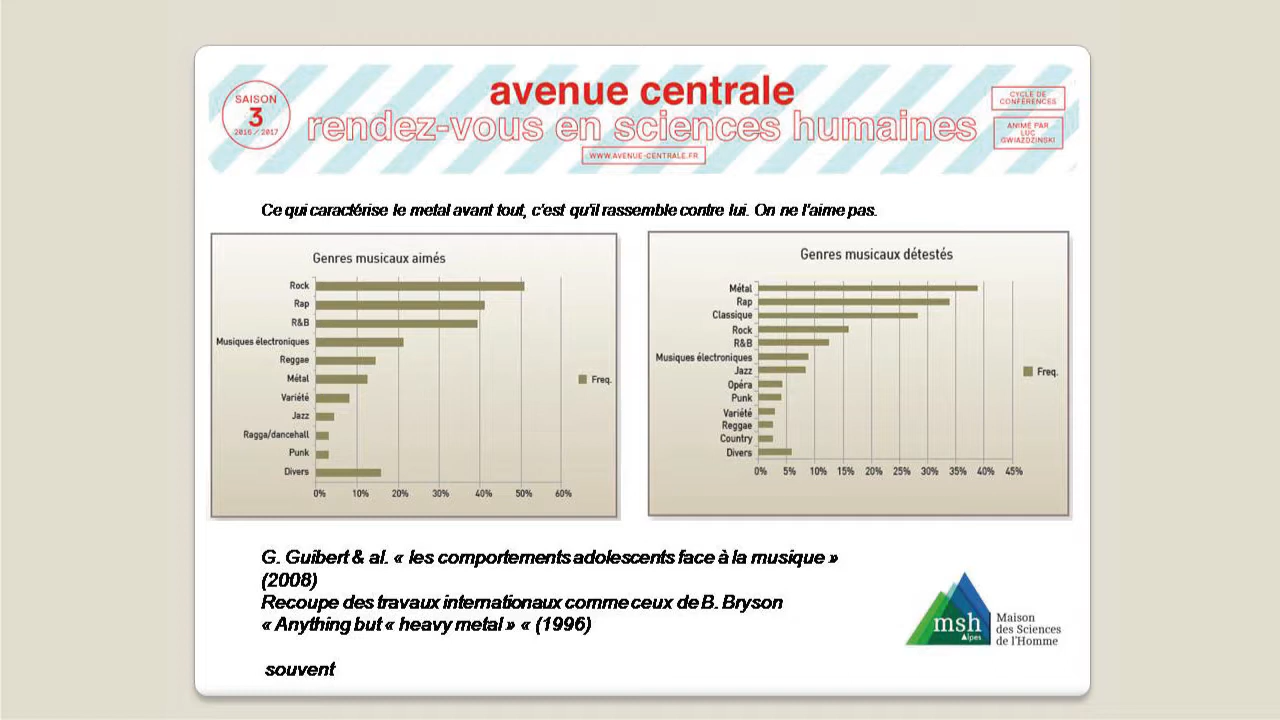 SAISON
3
2016 / 2017
avenue centrale
rendez-vous en sciences humaines
WWW.AVENUE-CENTRALE.FR
CYCLE DE
CONFÉRENCES
ANIMÉ PAR
LUC
GWIAZDZINSKI
Ce qui caractérise le metal avant tout, c'est qu'il rassemble contre lui. On ne l'aime pas.
Genres musicaux aimés
Rock
Rap
R&B
Musiques électroniques
Reggae
Métal
Variété
Jazz
Ragga/dancehall
Punk
Divers
0% 10% 20% 30% 40% 50% 60%
Freq.
Genres musicaux détestés
Métal
Rap
Classique
Rock
R&B
Musiques électroniques
Jazz
Opéra
Punk
Variété
Reggae
Country
Divers
0% 5% 10% 15% 20% 25% 30% 35% 40% 45%
Freq.
G. Guibert & al. « les comportements adolescents face à la musique »
(2008)
Recoupe des travaux internationaux comme ceux de B. Bryson
« Anything but « heavy metal » « (1996)
souvent
msh
Alpes
Maison
des Sciences
de l'Homme